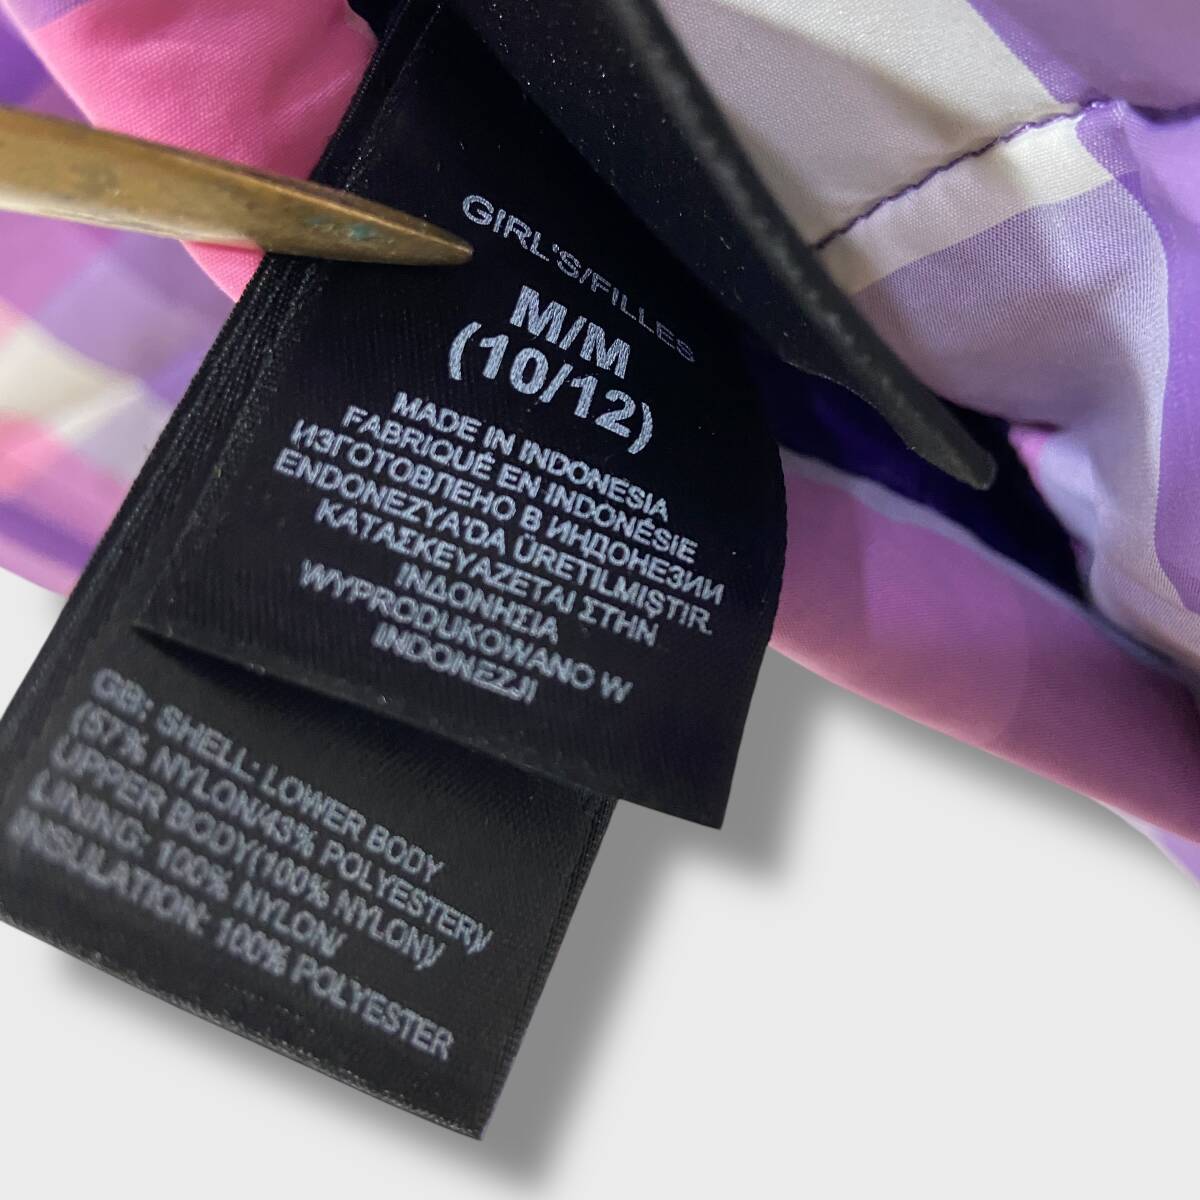 GIRL'S/FILLES
M/M
(10/12)
MADE IN INDONÉSIA
FABRIQUÉ EN INDONÉSIE
ИЗГОТОВЛЕНО В ИНДОНЕЗИИ
ENDONEZYA'DA ÜRETILMIŞTIR.
ΚΑΤΑΣΚΕΥΑΖΕΤΑΙ ΣΤΗΝ
ΙΝΔΟΝΗΣΙΑ
WYPRODUKOWANO W
INDONEZJI
GB: SHELL: LOWER BODY
(57% NYLON/43% POLYESTER)/
UPPER BODY(100% NYLON)/
LINING: 100% NYLON/
INSULATION: 100% POLYESTER